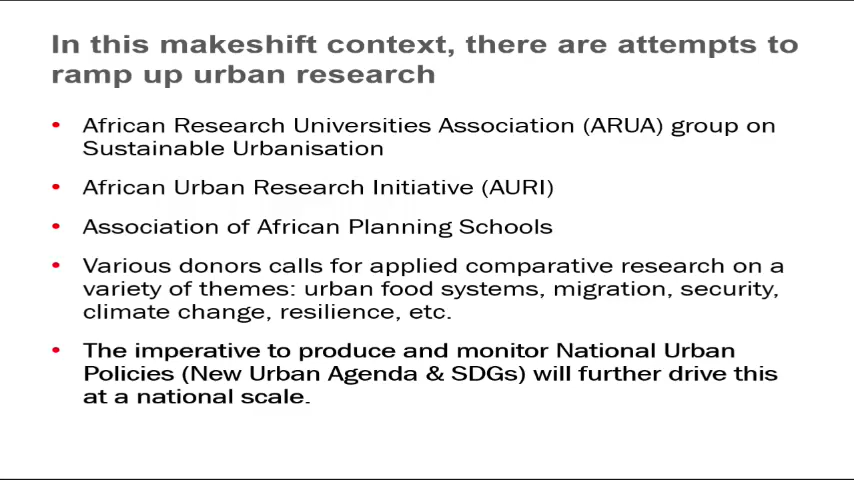 In this makeshift context, there are attempts to
ramp up urban research
• African Research Universities Association (ARUA) group on
Sustainable Urbanisation
• African Urban Research Initiative (AURI)
• Association of African Planning Schools
• Various donors calls for applied comparative research on a
variety of themes: urban food systems, migration, security,
climate change, resilience, etc.
• The imperative to produce and monitor National Urban
Policies (New Urban Agenda & SDGs) will further drive this
at a national scale.